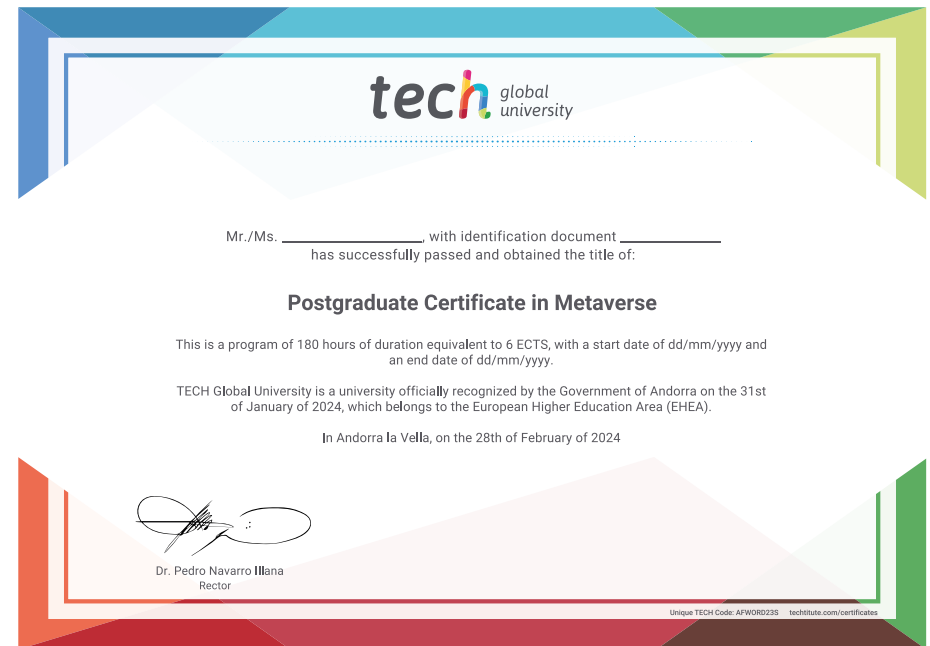 tech global university
Mr./Ms. ____________, with identification document ____________
has successfully passed and obtained the title of:
Postgraduate Certificate in Metaverse
This is a program of 180 hours of duration equivalent to 6 ECTS, with a start date of dd/mm/yyyy and
an end date of dd/mm/yyyy.
TECH Global University is a university officially recognized by the Government of Andorra on the 31st
of January of 2024, which belongs to the European Higher Education Area (EHEA).
In Andorra la Vella, on the 28th of February of 2024
Dr. Pedro Navarro Illana
Rector
Unique TECH Code: AFWORD23S techtitute.com/certificates